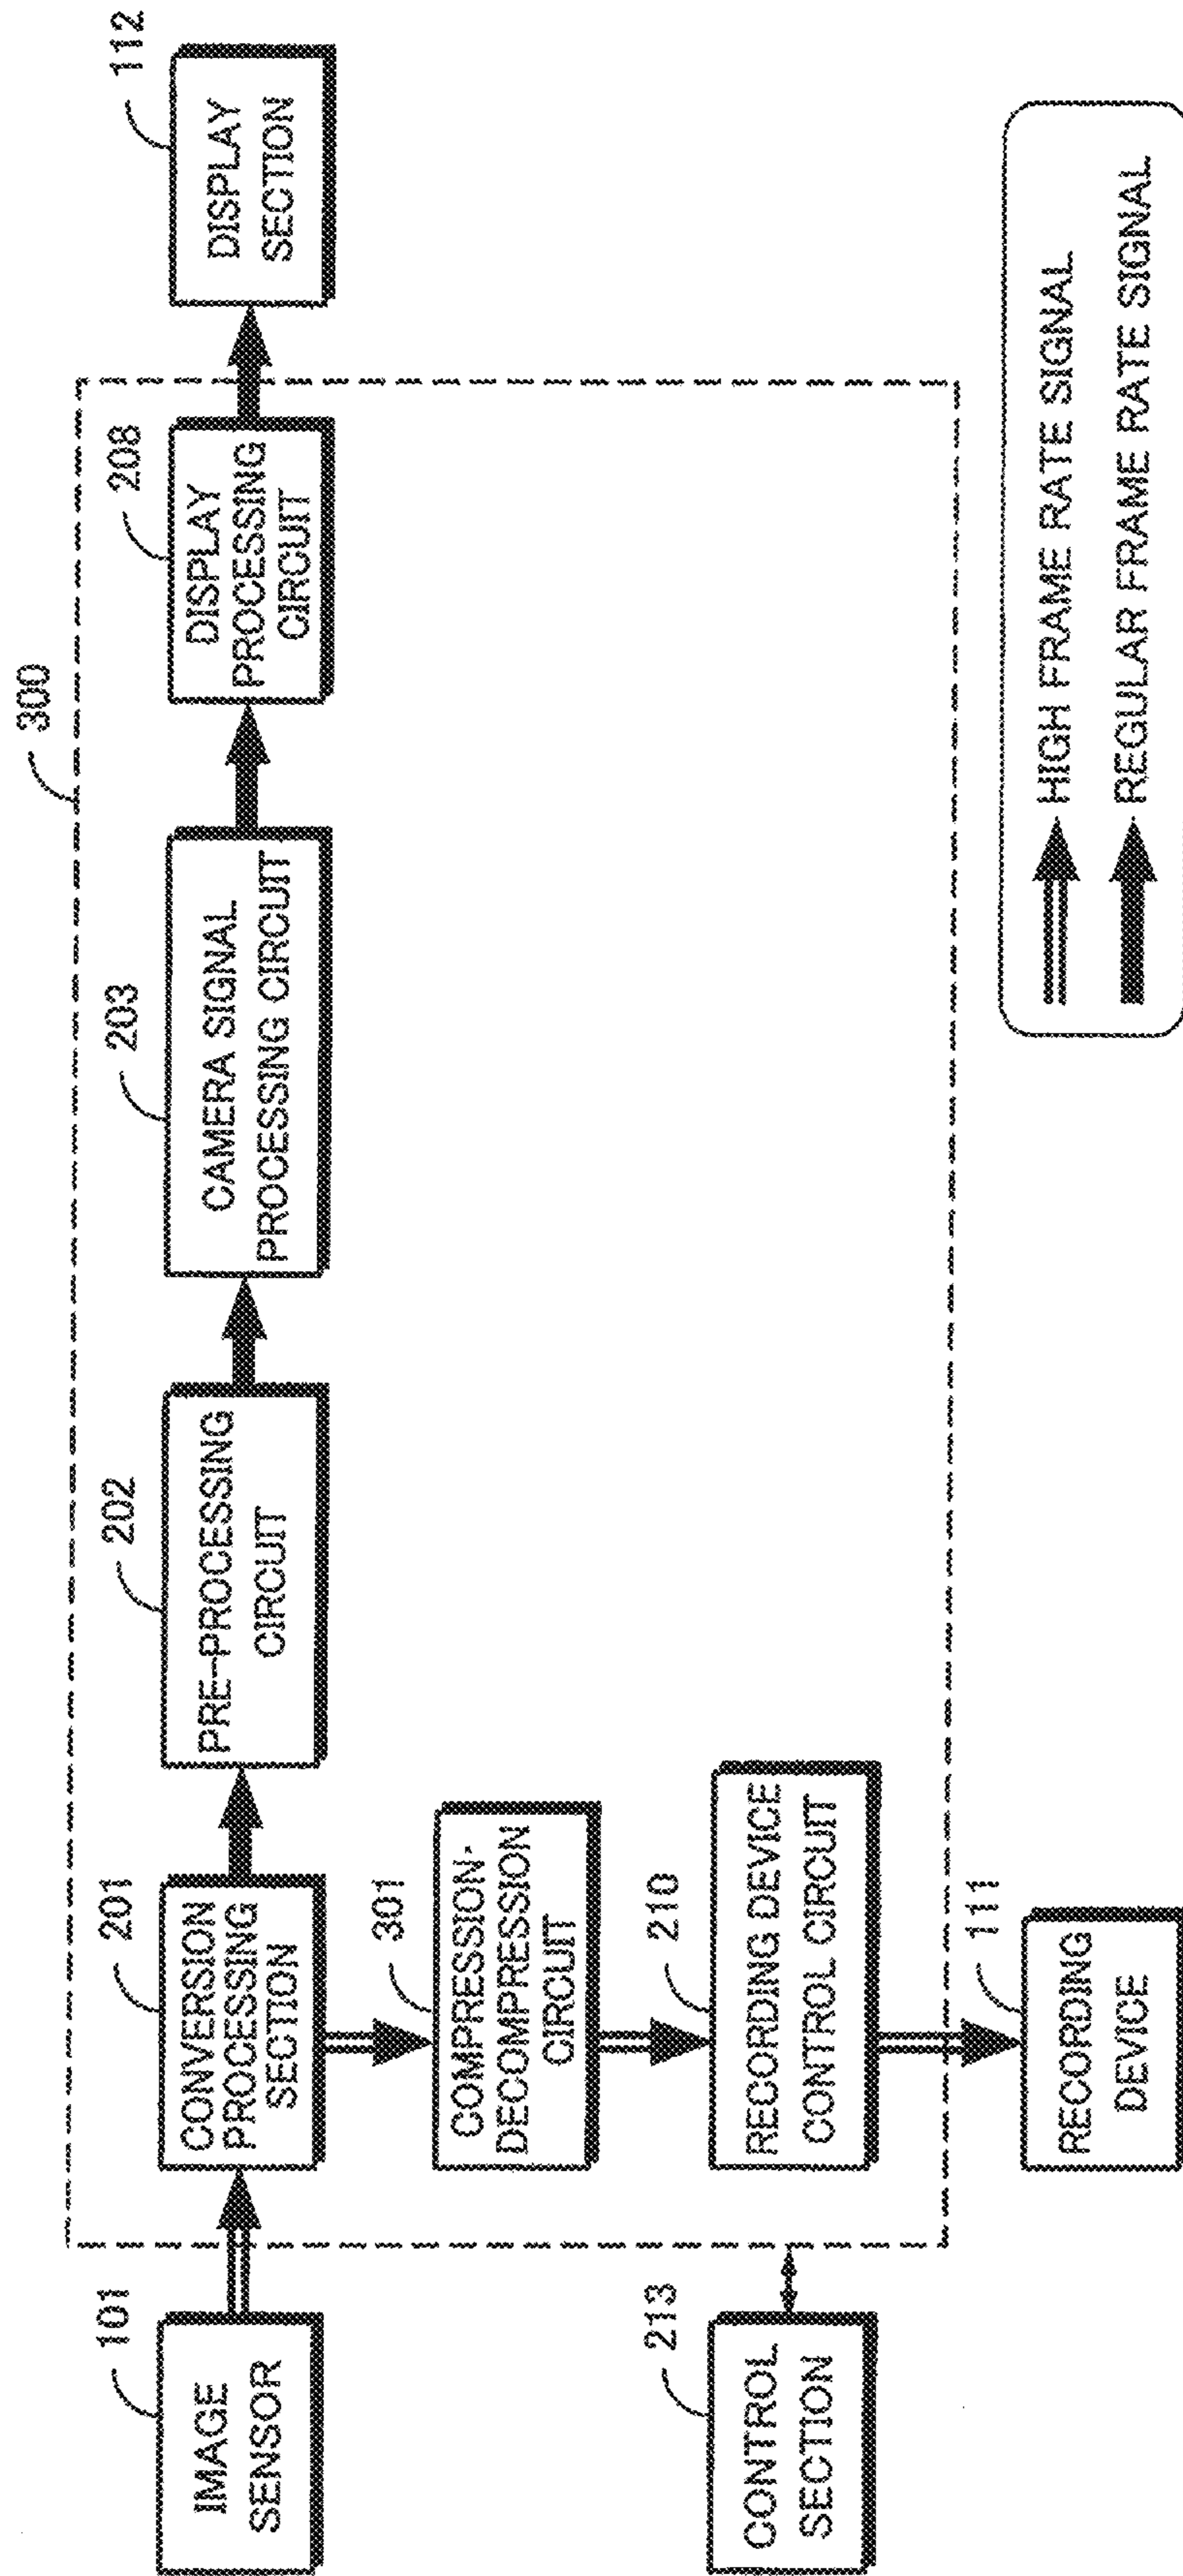 300
101
IMAGE
SENSOR
201
CONVERSION
PROCESSING
SECTION
202
PRE-PROCESSING
CIRCUIT
203
CAMERA SIGNAL
PROCESSING CIRCUIT
208
DISPLAY
PROCESSING
CIRCUIT
112
DISPLAY
SECTION
301
COMPRESSION-
DECOMPRESSION
CIRCUIT
210
RECORDING DEVICE
CONTROL CIRCUIT
213
CONTROL
SECTION
111
RECORDING
DEVICE
HIGH FRAME RATE SIGNAL
REGULAR FRAME RATE SIGNAL